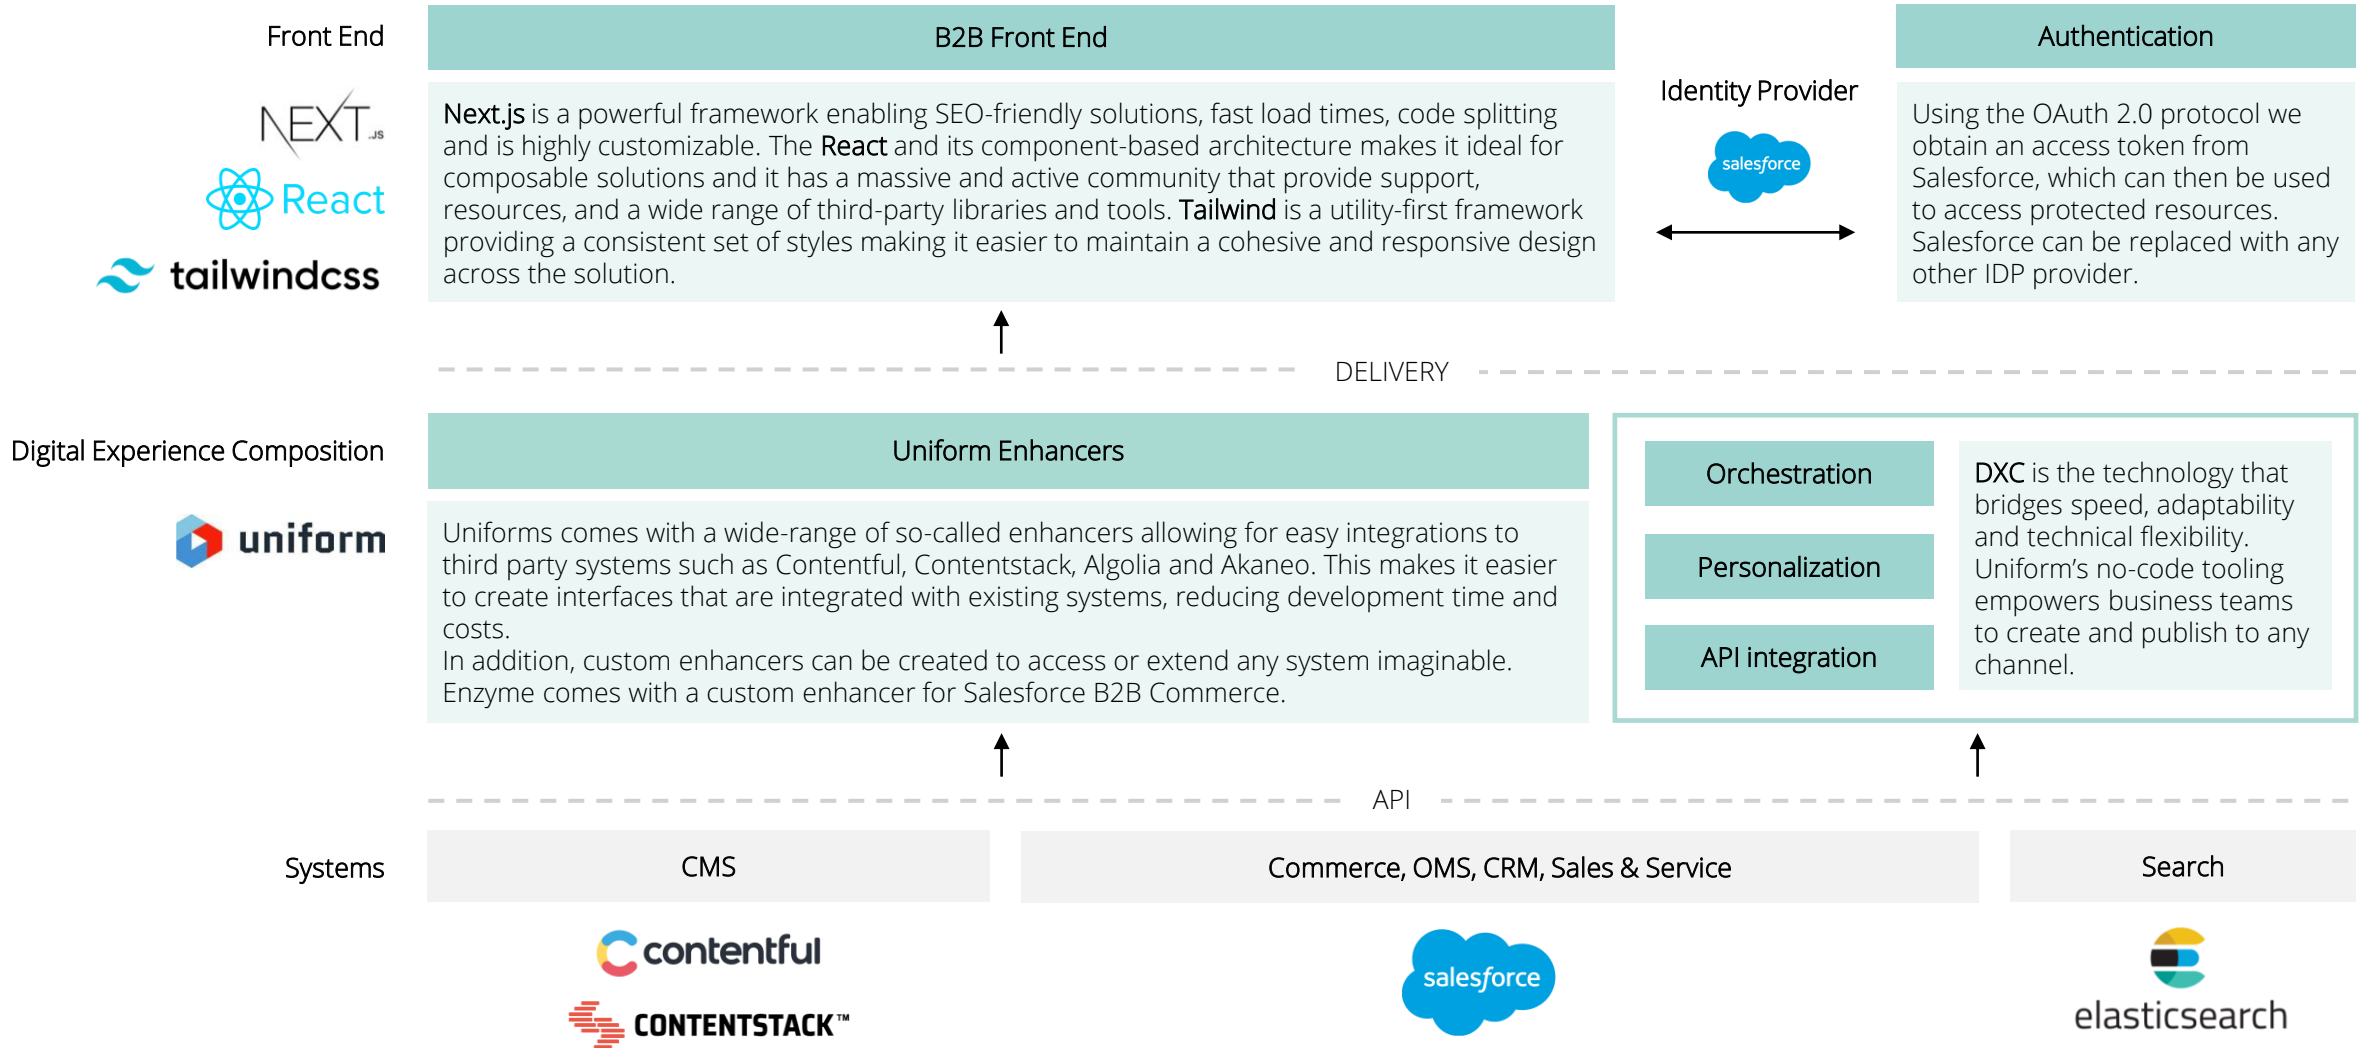 Front End
NEXT.JS
React
tailwindcss
B2B Front End
Next.js is a powerful framework enabling SEO-friendly solutions, fast load times, code splitting
and is highly customizable. The React and its component-based architecture makes it ideal for
composable solutions and it has a massive and active community that provide support,
resources, and a wide range of third-party libraries and tools. Tailwind is a utility-first framework
providing a consistent set of styles making it easier to maintain a cohesive and responsive design
across the solution.
Identity Provider
salesforce
Authentication
Using the OAuth 2.0 protocol we
obtain an access token from
Salesforce, which can then be used
to access protected resources.
Salesforce can be replaced with any
other IDP provider.
DELIVERY
Digital Experience Composition
uniform
Uniform Enhancers
Uniforms comes with a wide-range of so-called enhancers allowing for easy integrations to
third party systems such as Contentful, Contentstack, Algolia and Akaneo. This makes it easier
to create interfaces that are integrated with existing systems, reducing development time and
costs.
In addition, custom enhancers can be created to access or extend any system imaginable.
Enzyme comes with a custom enhancer for Salesforce B2B Commerce.
Orchestration
Personalization
API integration
DXC is the technology that
bridges speed, adaptability
and technical flexibility.
Uniform’s no-code tooling
empowers business teams
to create and publish to any
channel.
API
Systems
CMS
contentful
CONTENTSTACK™
Commerce, OMS, CRM, Sales & Service
salesforce
Search
elasticsearch